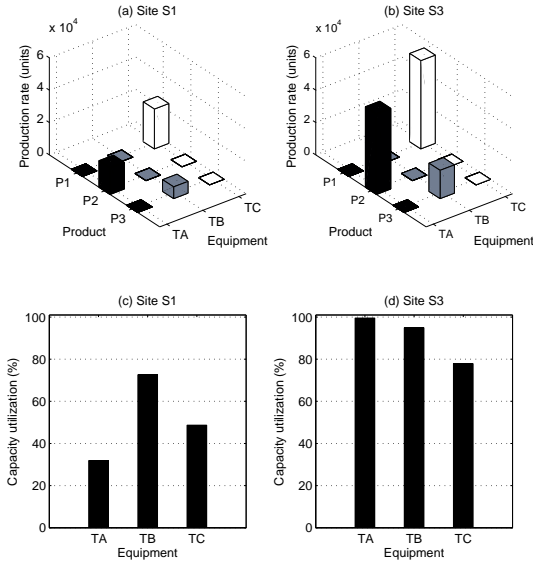 (a) Site S1
x 10^4
6
4
2
0
Production rate (units)
P1
P2
P3
Product
TA
TB
TC
Equipment
(b) Site S3
x 10^4
6
4
2
0
Production rate (units)
P1
P2
P3
Product
TA
TB
TC
Equipment
(c) Site S1
100
80
60
40
20
0
Capacity utilization (%)
TA TB TC
Equipment
(d) Site S3
100
80
60
40
20
0
Capacity utilization (%)
TA TB TC
Equipment